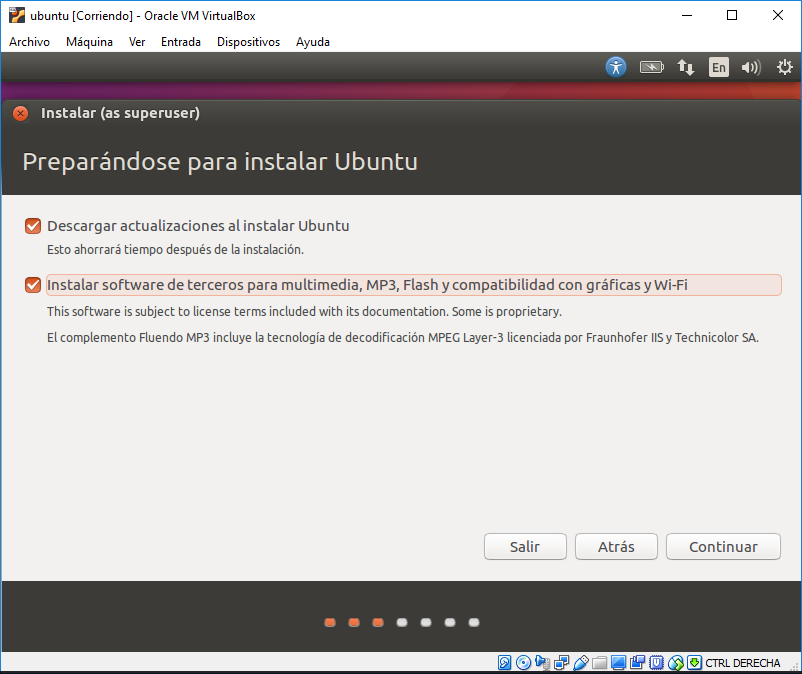 ubuntu [Corriendo] - Oracle VM VirtualBox
Archivo Máquina Ver Entrada Dispositivos Ayuda
En
Instalar (as superuser)
Preparándose para instalar Ubuntu
Descargar actualizaciones al instalar Ubuntu
Esto ahorrará tiempo después de la instalación.
Instalar software de terceros para multimedia, MP3, Flash y compatibilidad con gráficas y Wi-Fi
This software is subject to license terms included with its documentation. Some is proprietary.
El complemento Fluendo MP3 incluye la tecnología de decodificación MPEG Layer-3 licenciada por Fraunhofer IIS y Technicolor SA.
Salir Atrás Continuar
CTRL DERECHA